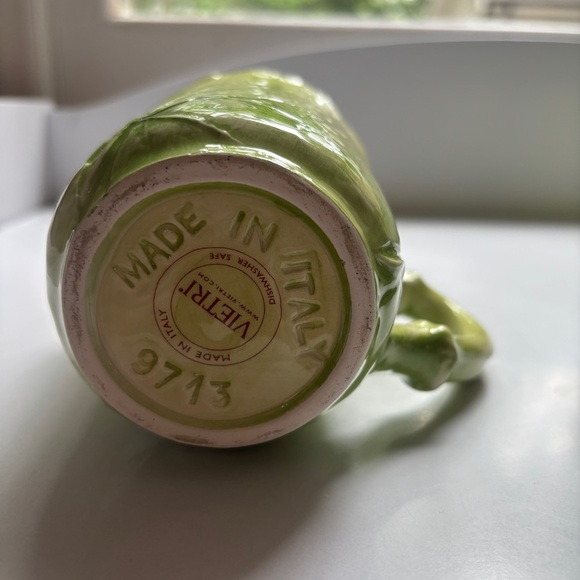 MADE IN ITALY
DISHWASHER SAFE
WWW.VIETRI.COM
VIETRI
MADE IN ITALY
9713